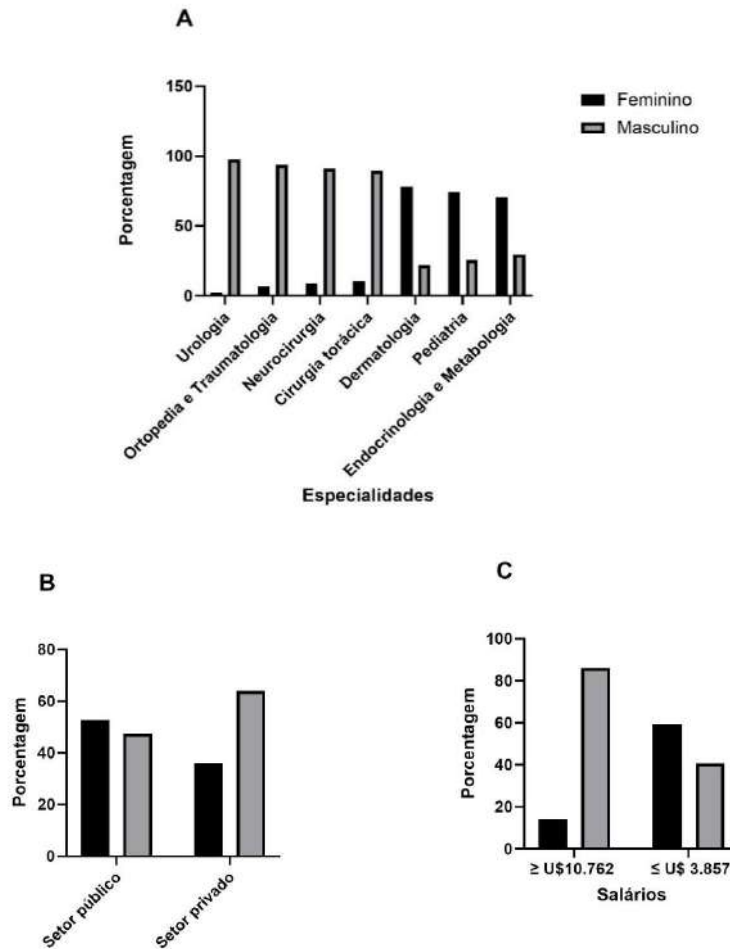 A
150
100
50
0
Porcentagem
Feminino
Masculino
Urologia
Ortopedia e Traumatologia
Neurocirurgia
Cirurgia torácica
Dermatologia
Pediatria
Endocrinologia e Metabologia
Especialidades
B
80
60
40
20
0
Porcentagem
Setor público
Setor privado
C
100
80
60
40
20
0
Porcentagem
≥ U$10.762
≤ U$ 3.857
Salários